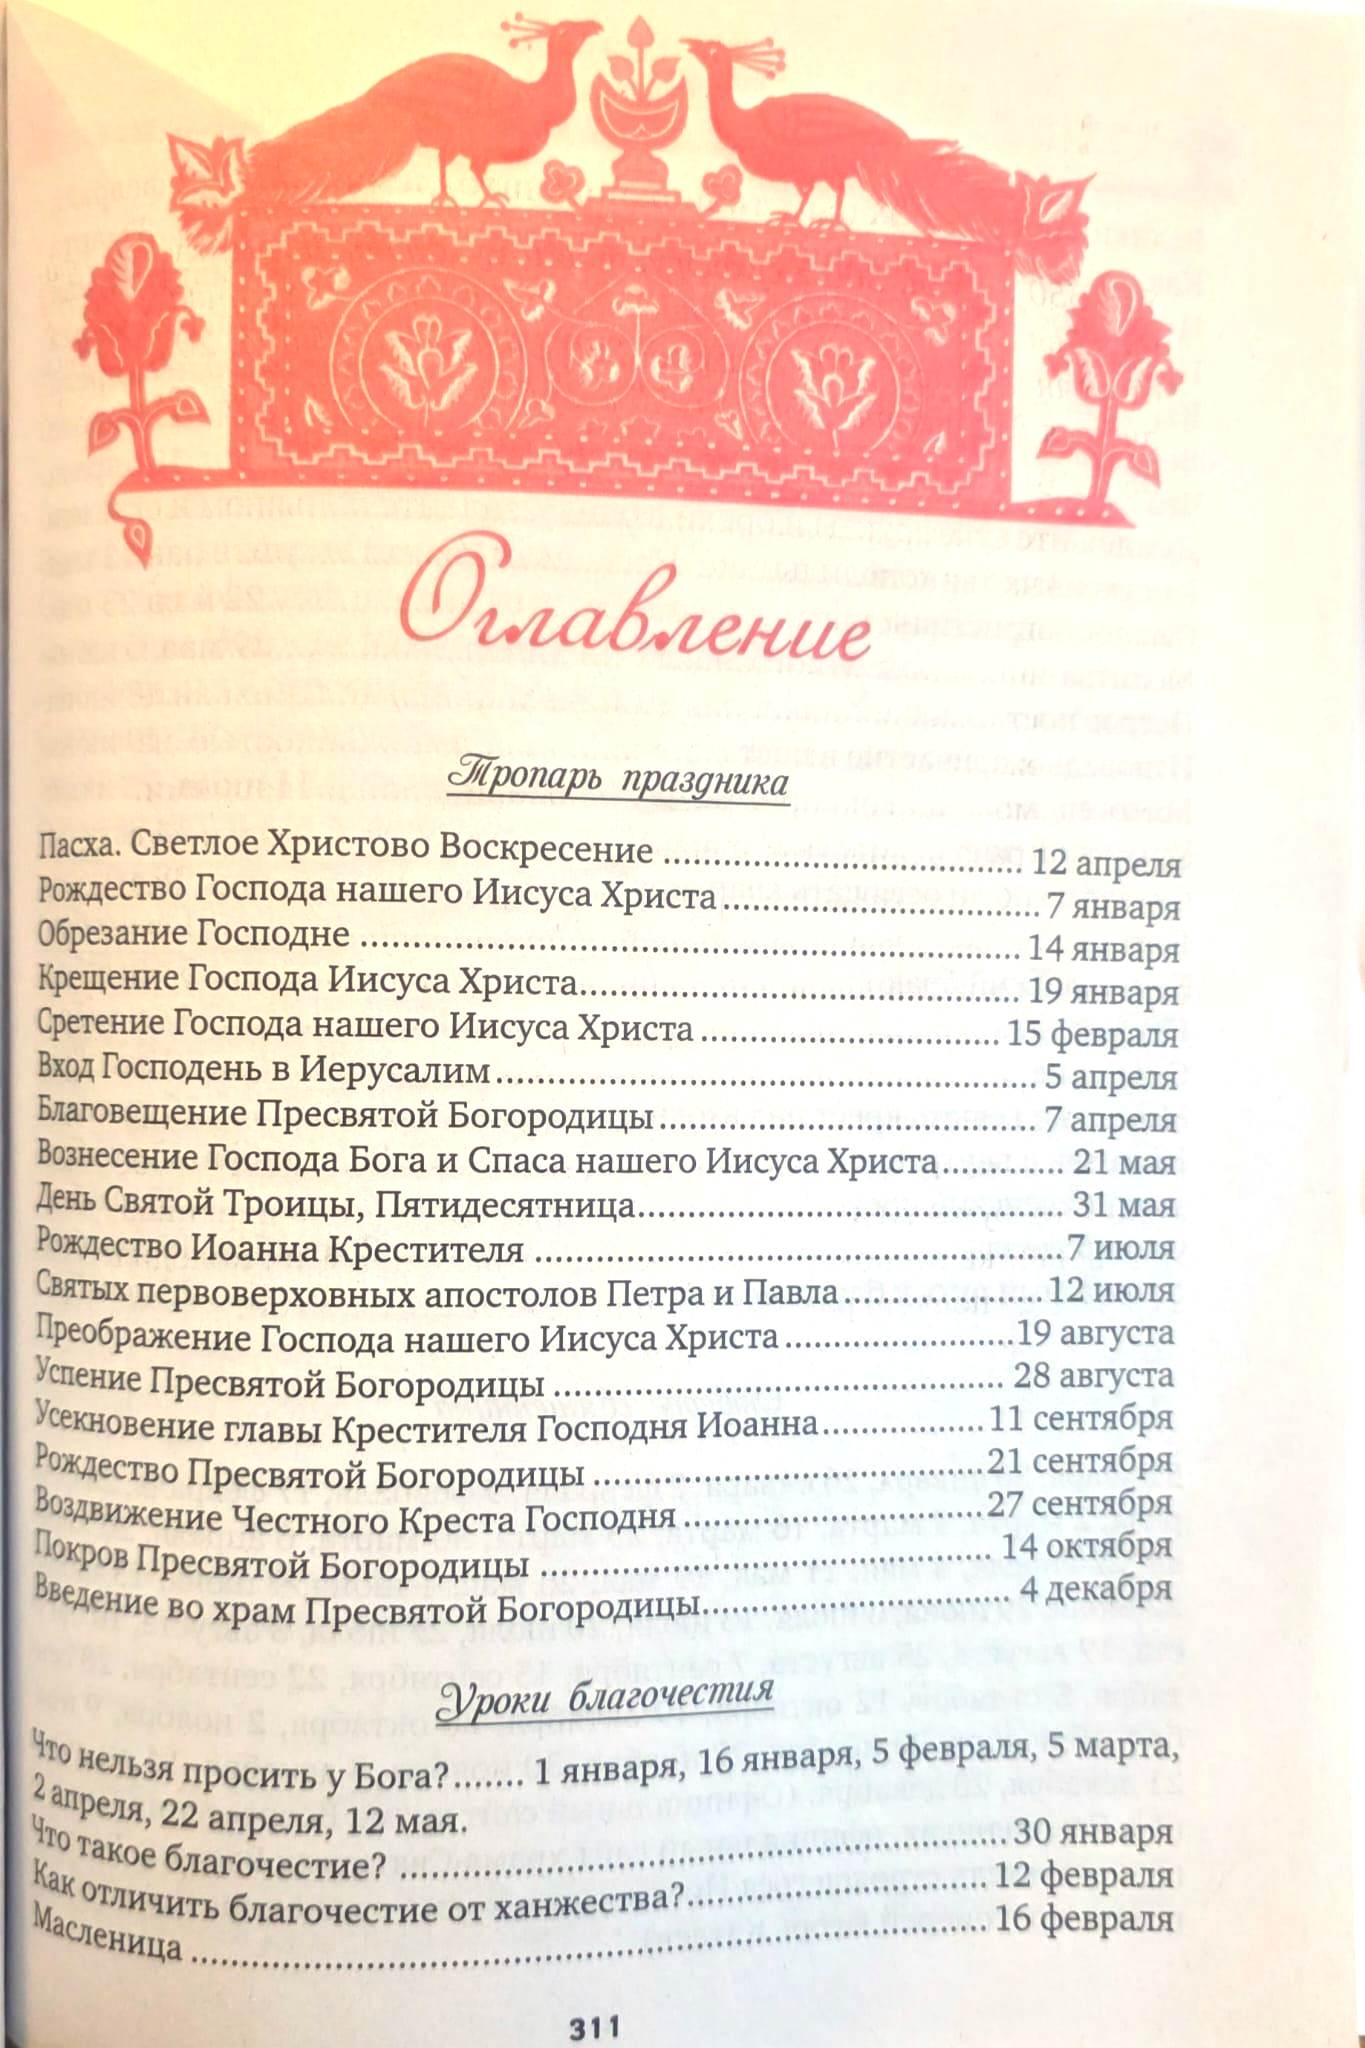 Оглавление
Тропарь праздника
Пасха. Светлое Христово Воскресение ........ 12 апреля
Рождество Господа нашего Иисуса Христа ........ 7 января
Обрезание Господне ........ 14 января
Крещение Господа Иисуса Христа ........ 19 января
Сретение Господа нашего Иисуса Христа ........ 15 февраля
Вход Господень в Иерусалим ........ 5 апреля
Благовещение Пресвятой Богородицы ........ 7 апреля
Вознесение Господа Бога и Спаса нашего Иисуса Христа ........ 21 мая
День Святой Троицы, Пятидесятница ........ 31 мая
Рождество Иоанна Крестителя ........ 7 июля
Святых первоверховных апостолов Петра и Павла ........ 12 июля
Преображение Господа нашего Иисуса Христа ........ 19 августа
Успение Пресвятой Богородицы ........ 28 августа
Усекновение главы Крестителя Господня Иоанна ........ 11 сентября
Рождество Пресвятой Богородицы ........ 21 сентября
Воздвижение Честного Креста Господня ........ 27 сентября
Покров Пресвятой Богородицы ........ 14 октября
Введение во храм Пресвятой Богородицы ........ 4 декабря
Уроки благочестия
Что нельзя просить у Бога?....... 1 января, 16 января, 5 февраля, 5 марта,
2 апреля, 22 апреля, 12 мая.
Что такое благочестие? ........ 30 января
Как отличить благочестие от ханжества? ........ 12 февраля
Масленица ........ 16 февраля
311